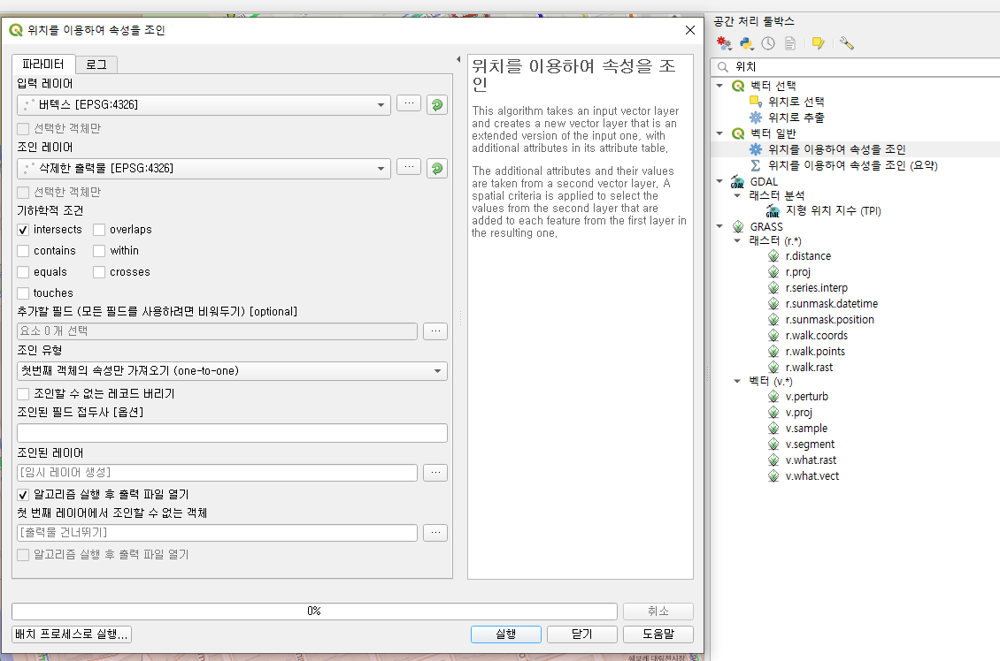 위치를 이용하여 속성을 조인
파라미터
로그
입력 레이어
버텍스 [EPSG:4326]
선택한 객체만
조인 레이어
삭제한 출력물 [EPSG:4326]
선택한 객체만
기하학적 조건
intersects
overlaps
contains
within
equals
crosses
touches
추가할 필드 (모든 필드를 사용하려면 비워두기) [optional]
요소 0 개 선택
조인 유형
첫번째 객체의 속성만 가져오기 (one-to-one)
조인할 수 없는 레코드 버리기
조인된 필드 접두사 [옵션]
조인된 레이어
[임시 레이어 생성]
알고리즘 실행 후 출력 파일 열기
첫 번째 레이어에서 조인할 수 없는 객체
[출력물 건너뛰기]
알고리즘 실행 후 출력 파일 열기
위치를 이용하여 속성을 조
인
This algorithm takes an input vector layer
and creates a new vector layer that is an
extended version of the input one, with
additional attributes in its attribute table.
The additional attributes and their values
are taken from a second vector layer. A
spatial criteria is applied to select the
values from the second layer that are
added to each feature from the first layer in
the resulting one.
0%
취소
배치 프로세스로 실행...
실행
닫기
도움말
공간 처리 툴박스
위치
벡터 선택
위치로 선택
위치로 추출
벡터 일반
위치를 이용하여 속성을 조인
위치를 이용하여 속성을 조인 (요약)
GDAL
래스터 분석
GDAL
지형 위치 지수 (TPI)
GRASS
래스터 (r.*)
r.distance
r.proj
r.series.interp
r.sunmask.datetime
r.sunmask.position
r.walk.coords
r.walk.points
r.walk.rast
벡터 (v.*)
v.perturb
v.proj
v.sample
v.segment
v.what.rast
v.what.vect